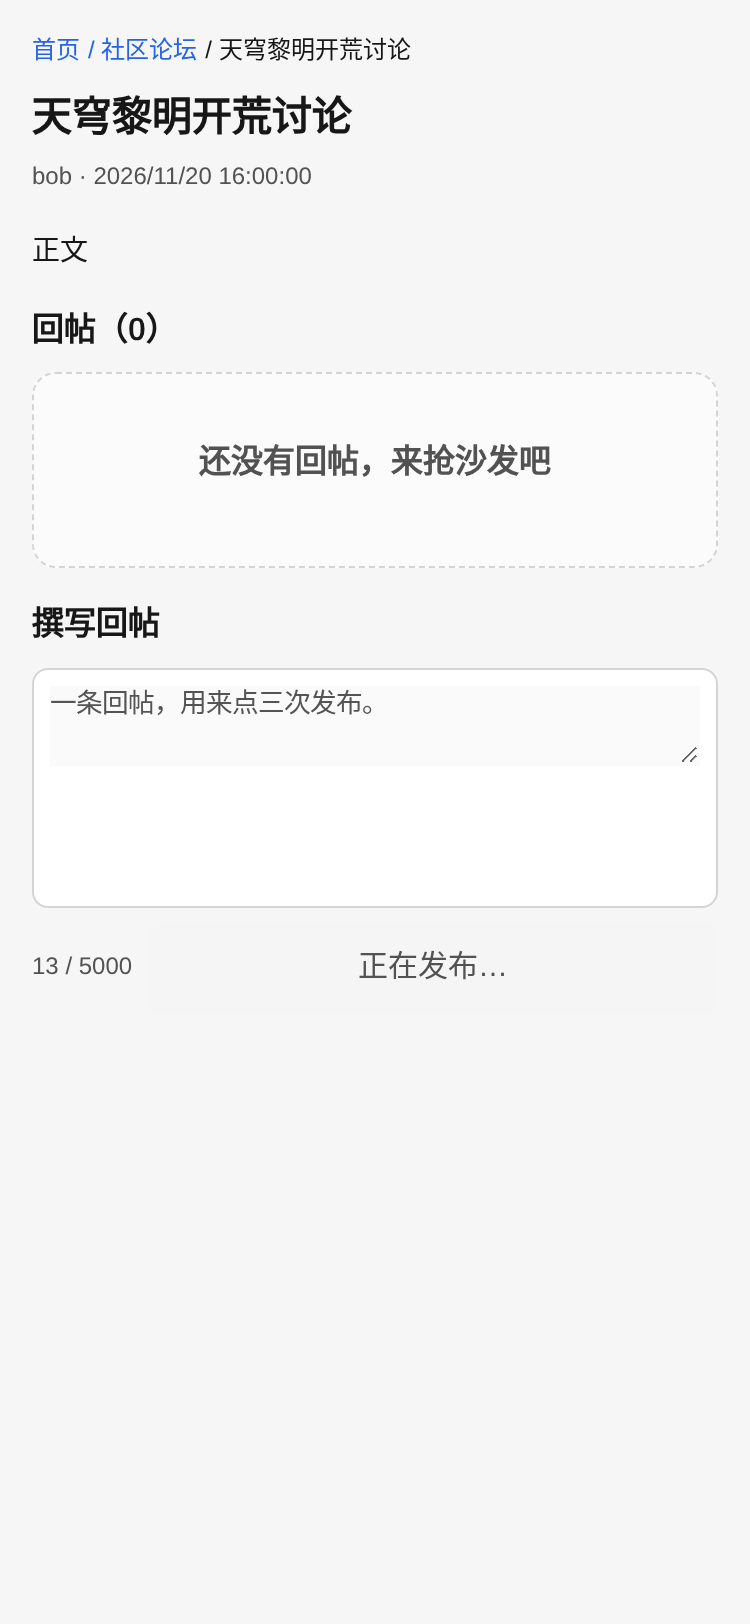 首页 / 社区论坛 / 天穹黎明开荒讨论
天穹黎明开荒讨论
bob · 2026/11/20 16:00:00
正文
回帖（0）
还没有回帖，来抢沙发吧
撰写回帖
一条回帖，用来点三次发布。
13 / 5000
正在发布…